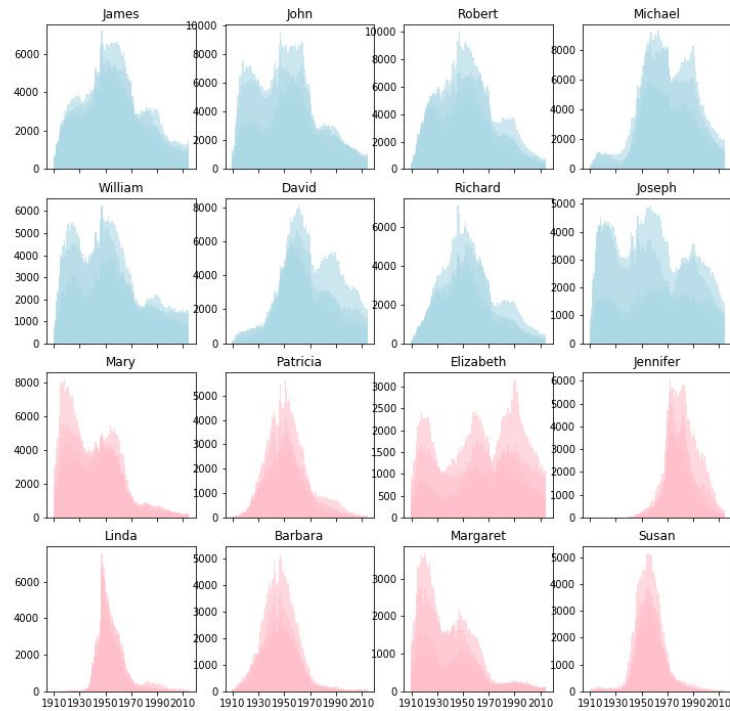 James John Robert Michael
6000 4000 2000 0
10000 8000 6000 4000 2000 0
10000 8000 6000 4000 2000 0
8000 6000 4000 2000 0
William David Richard Joseph
6000 5000 4000 3000 2000 1000 0
8000 6000 4000 2000 0
6000 4000 2000 0
5000 4000 3000 2000 1000 0
Mary Patricia Elizabeth Jennifer
8000 6000 4000 2000 0
5000 4000 3000 2000 1000 0
3000 2500 2000 1500 1000 500 0
6000 5000 4000 3000 2000 1000 0
Linda Barbara Margaret Susan
6000 4000 2000 0
5000 4000 3000 2000 1000 0
3000 2000 1000 0
5000 4000 3000 2000 1000 0
1910 1930 1950 1970 1990 2010 1910 1930 1950 1970 1990 2010 1910 1930 1950 1970 1990 2010 1910 1930 1950 1970 1990 2010